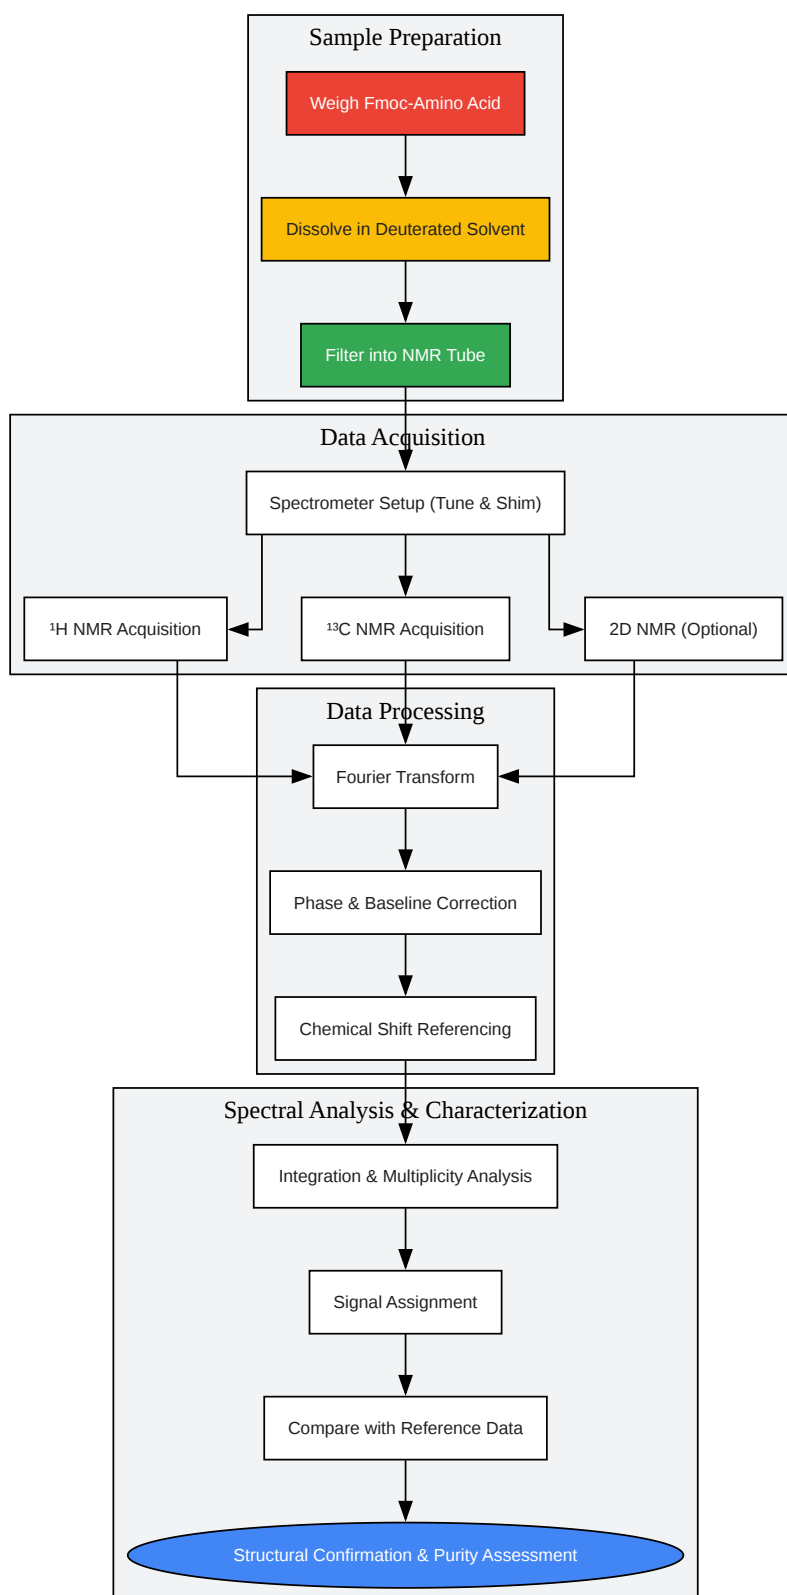 Sample Preparation
Weigh Fmoc-Amino Acid
Dissolve in Deuterated Solvent
Filter into NMR Tube
Data Acquisition
Spectrometer Setup (Tune & Shim)
¹H NMR Acquisition
¹³C NMR Acquisition
2D NMR (Optional)
Data Processing
Fourier Transform
Phase & Baseline Correction
Chemical Shift Referencing
Spectral Analysis & Characterization
Integration & Multiplicity Analysis
Signal Assignment
Compare with Reference Data
Structural Confirmation & Purity Assessment